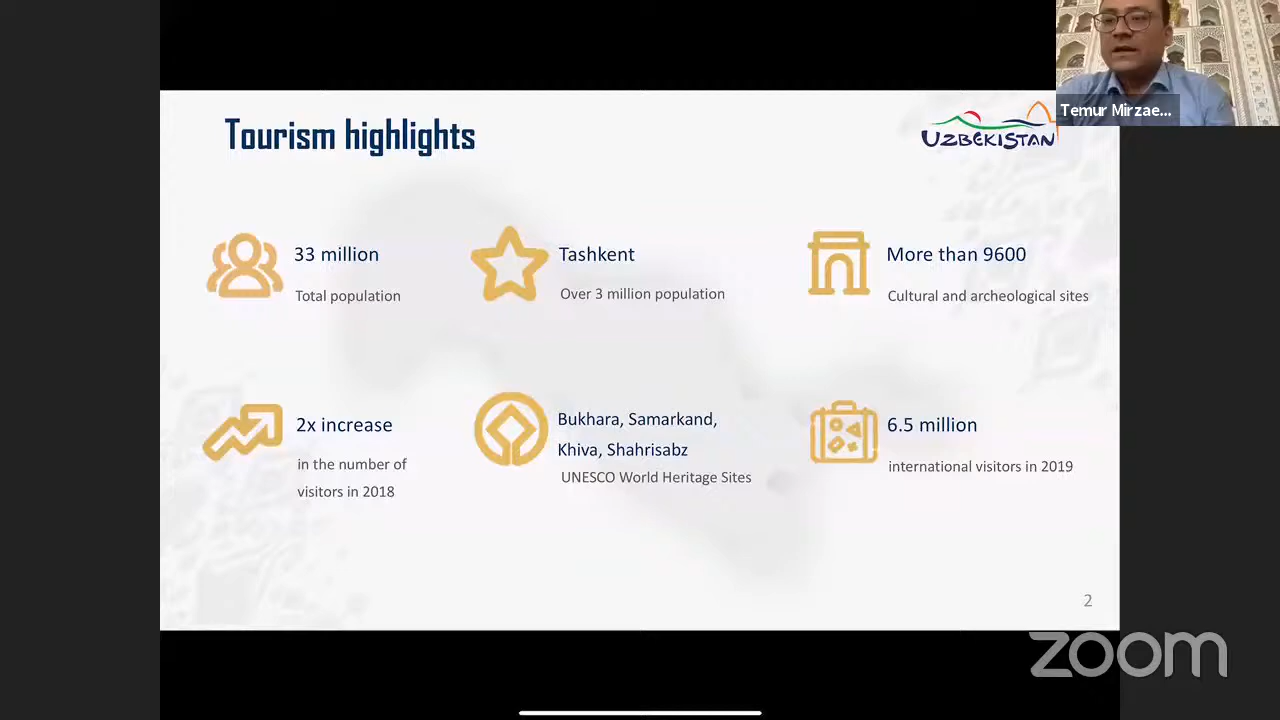 Temur Mirzae...
Tourism highlights
UZBEKISTAN
33 million
Total population
Tashkent
Over 3 million population
More than 9600
Cultural and archeological sites
2x increase
in the number of
visitors in 2018
Bukhara, Samarkand,
Khiva, Shahrisabz
UNESCO World Heritage Sites
6.5 million
international visitors in 2019
2
zoom